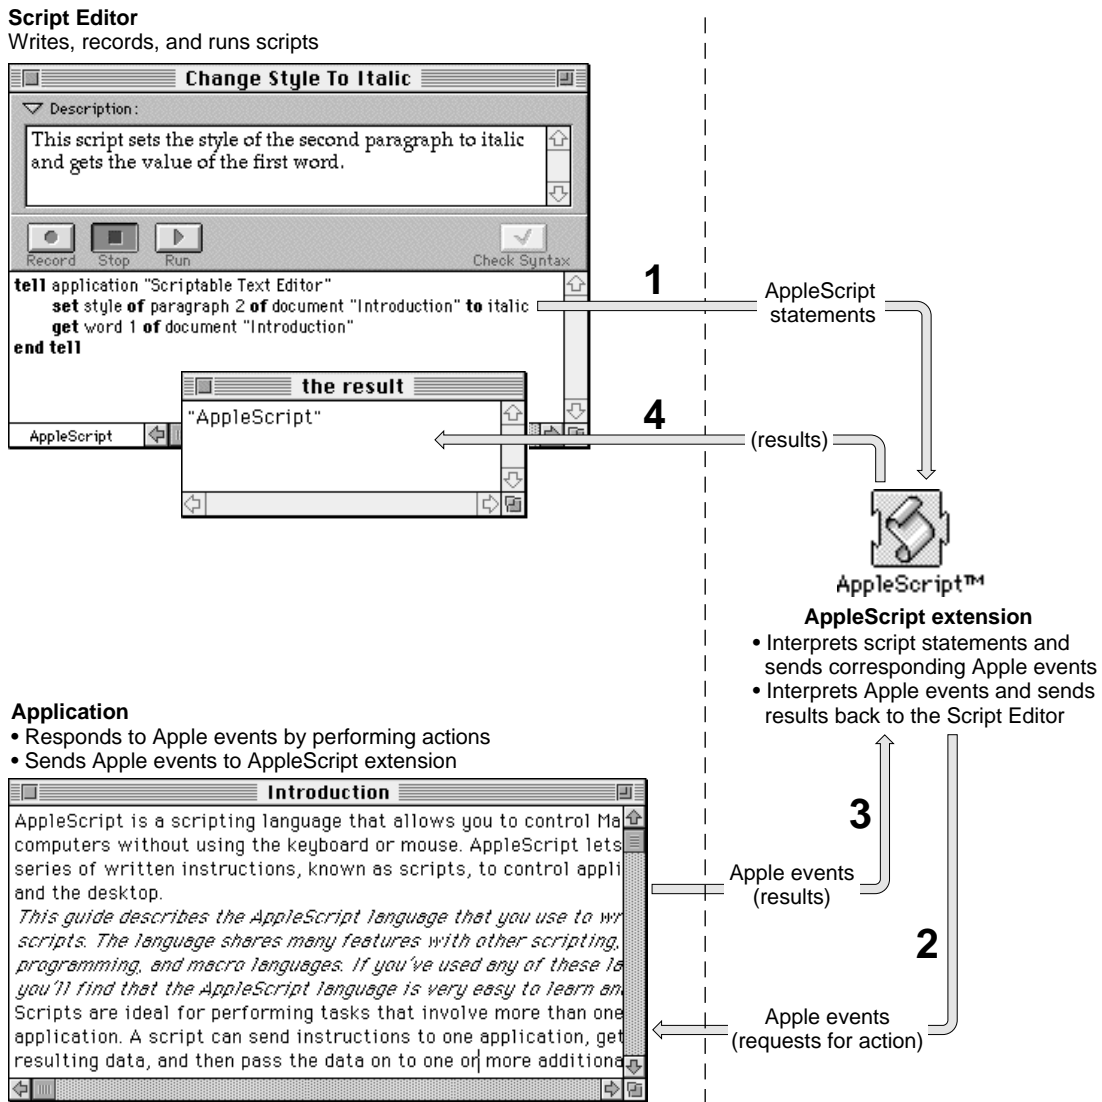 Script Editor
Writes, records, and runs scripts
Change Style To Italic
Description:
This script sets the style of the second paragraph to italic
and gets the value of the first word.
Record Stop Run Check Syntax
tell application "Scriptable Text Editor"
set style of paragraph 2 of document "Introduction" to italic
get word 1 of document "Introduction"
end tell
AppleScript
the result
"AppleScript"
1
AppleScript
statements
4
(results)
AppleScript™
AppleScript extension
• Interprets script statements and
sends corresponding Apple events
• Interprets Apple events and sends
results back to the Script Editor
Application
• Responds to Apple events by performing actions
• Sends Apple events to AppleScript extension
Introduction
AppleScript is a scripting language that allows you to control Ma
computers without using the keyboard or mouse. AppleScript lets
series of written instructions, known as scripts, to control appli
and the desktop.
This guide describes the AppleScript language that you use to wr
scripts. The language shares many features with other scripting,
programming, and macro languages. If you've used any of these la
you'll find that the AppleScript language is very easy to learn an
Scripts are ideal for performing tasks that involve more than one
application. A script can send instructions to one application, get
resulting data, and then pass the data on to one or more additiona
3
Apple events
(results)
2
Apple events
(requests for action)